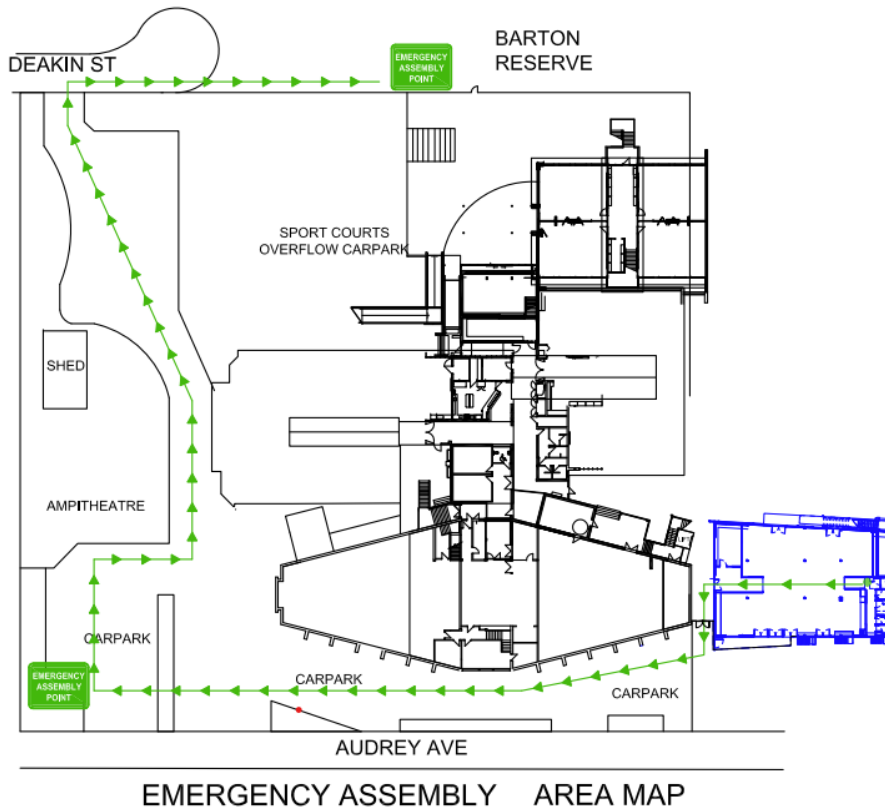 BARTON
RESERVE
DEAKIN ST
EMERGENCY
ASSEMBLY
POINT
SPORT COURTS
OVERFLOW CARPARK
SHED
AMPITHEATRE
CARPARK
EMERGENCY
ASSEMBLY
POINT
CARPARK
CARPARK
AUDREY AVE
EMERGENCY ASSEMBLY AREA MAP